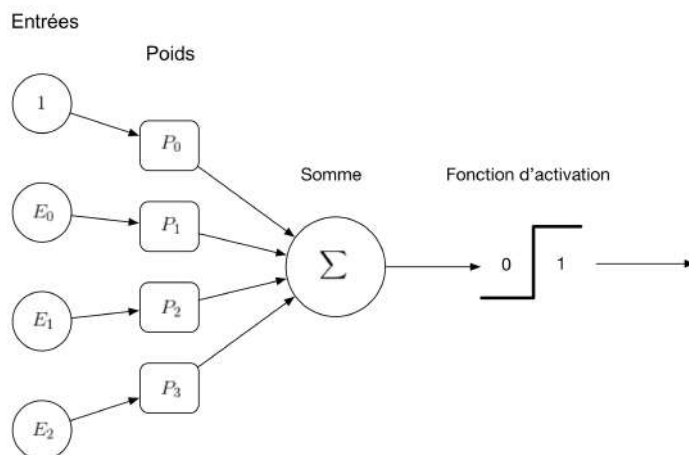 Entrées
Poids
1
P₀
Somme
Fonction d'activation
E₀
P₁
∑
0
1
E₁
P₂
E₂
P₃